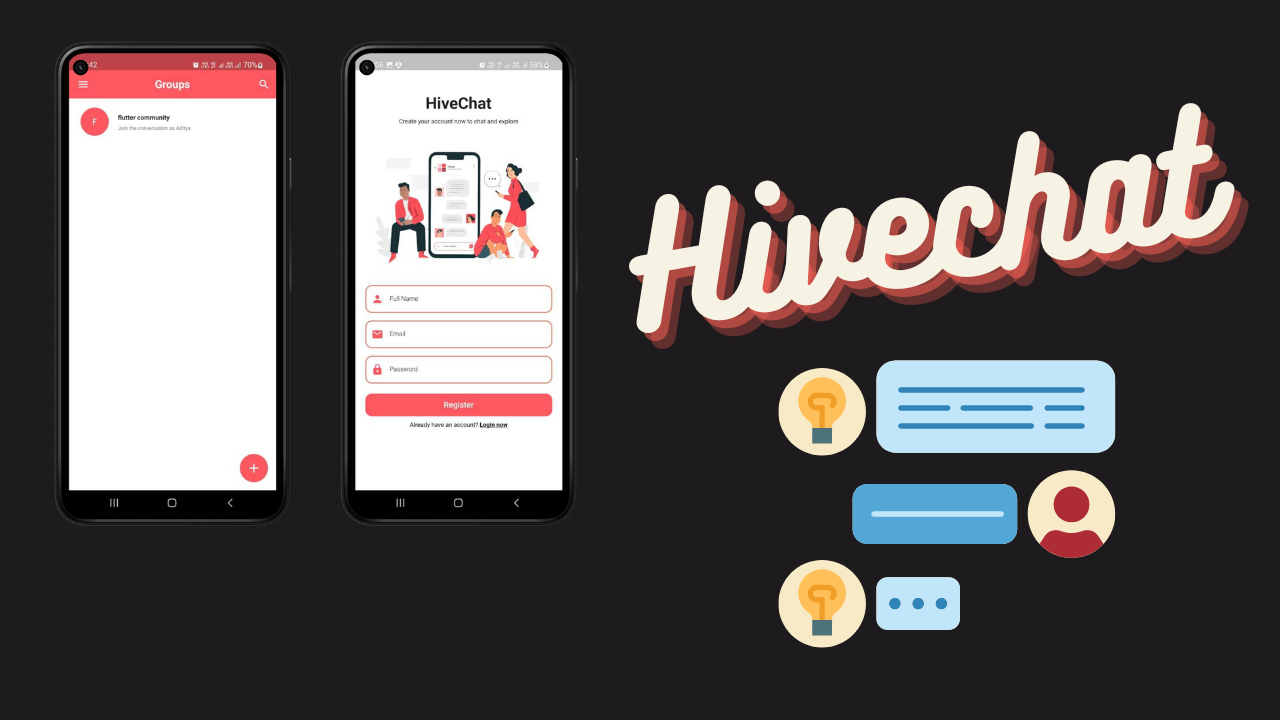 42
70%
Groups
F
flutter community
Join the conversation as Aditya
58%
HiveChat
Create your account now to chat and explore
Full Name
Email
Password
Register
Already have an account? Login now
Hivechat